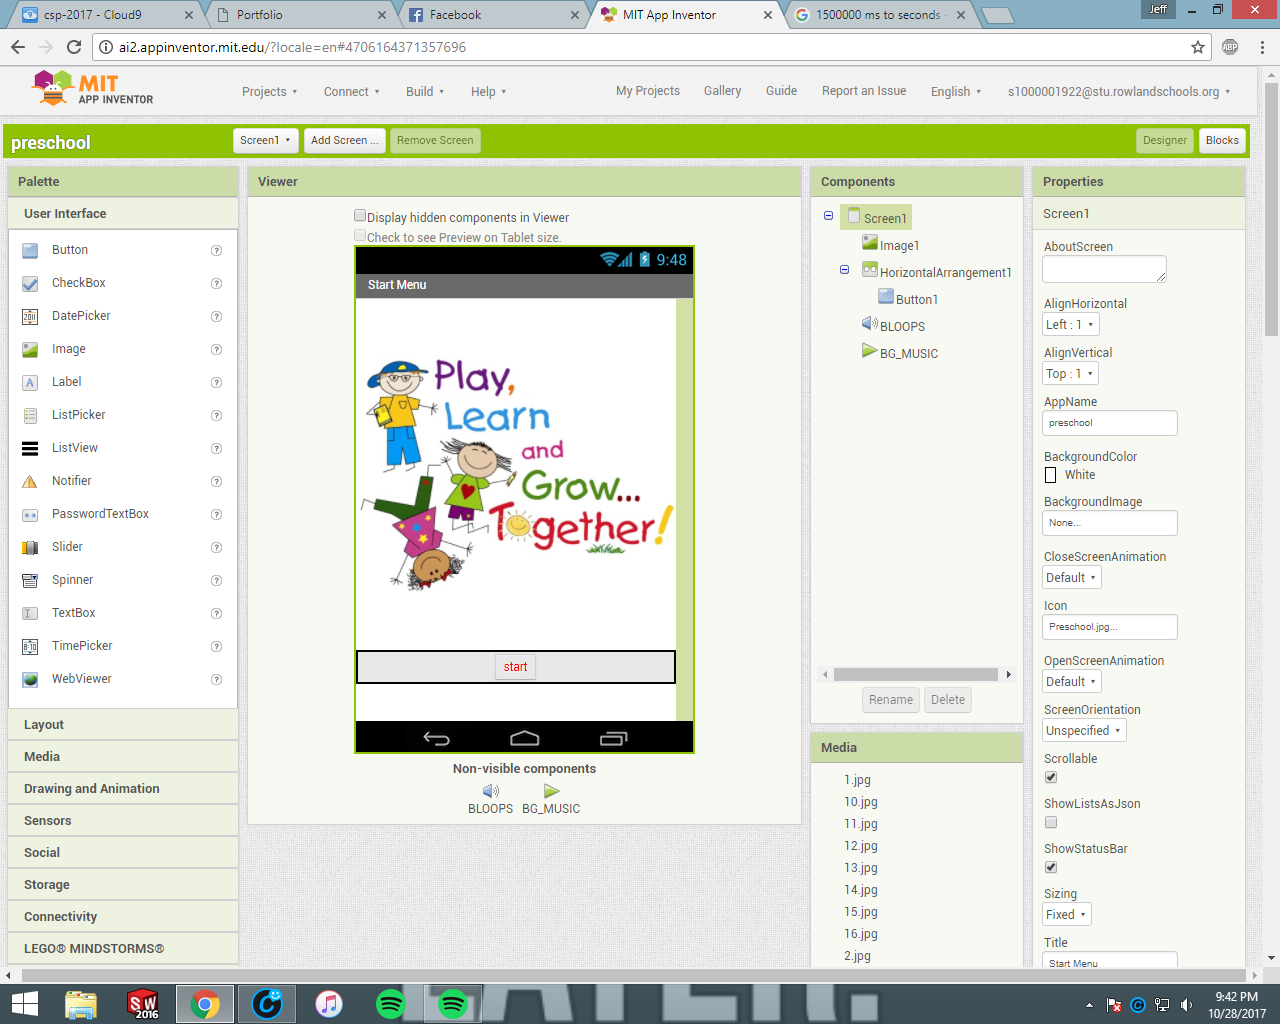 csp-2017 - Cloud9
Portfolio
Facebook
MIT App Inventor
1500000 ms to seconds -
Jeff
ai2.appinventor.mit.edu/?locale=en#4706164371357696
ABP
MIT
APP INVENTOR
Projects
Connect
Build
Help
My Projects
Gallery
Guide
Report an Issue
English
s1000001922@stu.rowlandschools.org
preschool
Screen1
Add Screen ...
Remove Screen
Designer
Blocks
Palette
User Interface
Button
CheckBox
DatePicker
Image
Label
ListPicker
ListView
Notifier
PasswordTextBox
Slider
Spinner
TextBox
TimePicker
WebViewer
Layout
Media
Drawing and Animation
Sensors
Social
Storage
Connectivity
LEGO® MINDSTORMS®
Viewer
Display hidden components in Viewer
Check to see Preview on Tablet size.
9:48
Start Menu
Play,
Learn
and
Grow...
Together!
start
Non-visible components
BLOOPS
BG_MUSIC
Components
Screen1
Image1
HorizontalArrangement1
Button1
BLOOPS
BG_MUSIC
Rename
Delete
Media
1.jpg
10.jpg
11.jpg
12.jpg
13.jpg
14.jpg
15.jpg
16.jpg
2.jpg
Properties
Screen1
AboutScreen
AlignHorizontal
Left : 1
AlignVertical
Top : 1
AppName
preschool
BackgroundColor
White
BackgroundImage
None...
CloseScreenAnimation
Default
Icon
Preschool.jpg...
OpenScreenAnimation
Default
ScreenOrientation
Unspecified
Scrollable
ShowListsAsJson
ShowStatusBar
Sizing
Fixed
Title
Start Menu
SW
2016
9:42 PM
10/28/2017